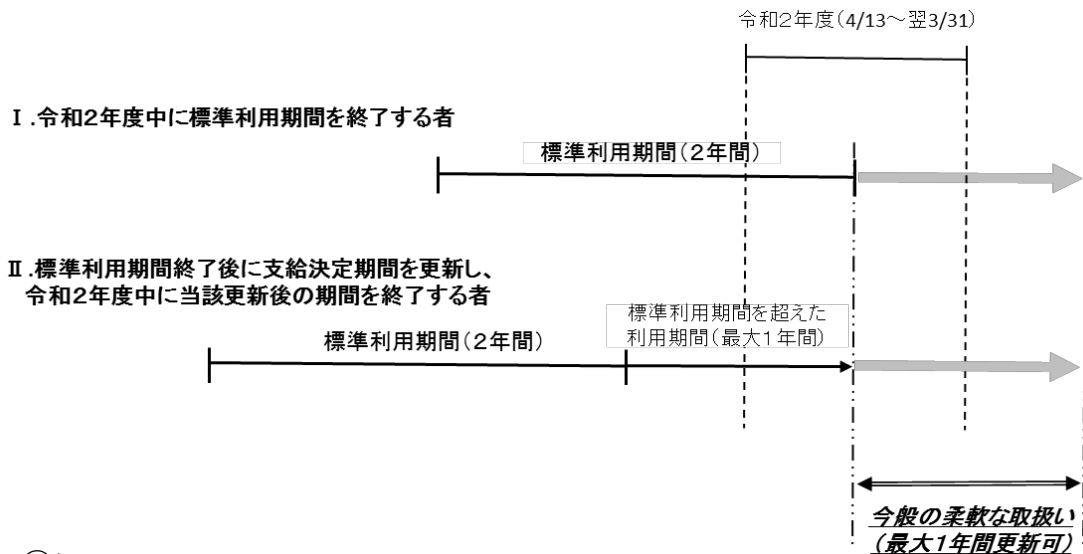 令和2年度(4/13～翌3/31)
Ⅰ.令和2年度中に標準利用期間を終了する者
標準利用期間(2年間)
Ⅱ.標準利用期間終了後に支給決定期間を更新し、
令和2年度中に当該更新後の期間を終了する者
標準利用期間を超えた
利用期間(最大1年間)
標準利用期間(2年間)
今般の柔軟な取扱い
(最大1年間更新可)